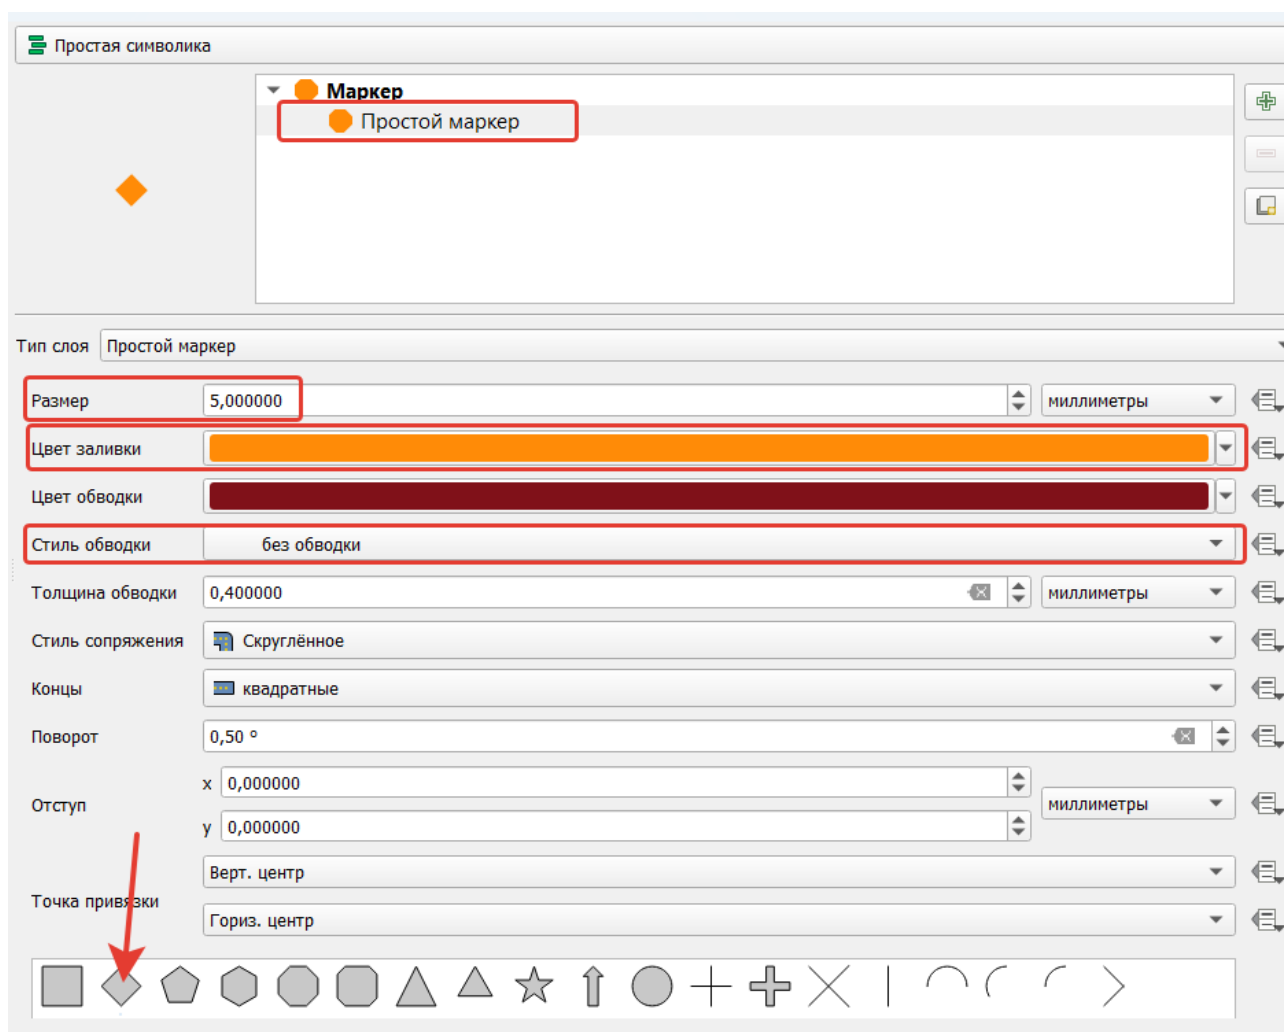 Простая символика
Маркер
Простой маркер
Тип слоя Простой маркер
Размер 5,000000 миллиметры
Цвет заливки
Цвет обводки
Стиль обводки без обводки
Толщина обводки 0,400000 миллиметры
Стиль сопряжения Скруглённое
Концы квадратные
Поворот 0,50 °
x 0,000000
Отступ миллиметры
y 0,000000
Верт. центр
Точка привязки
Гориз. центр